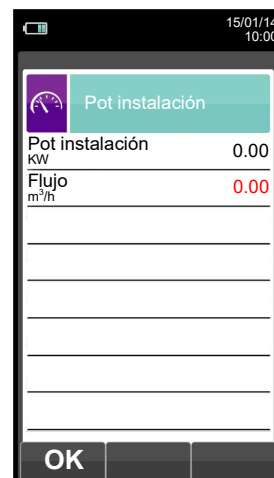 15/01/14
10:00
Pot instalación
Pot instalación
KW
0.00
Flujo
m³/h
0.00
OK